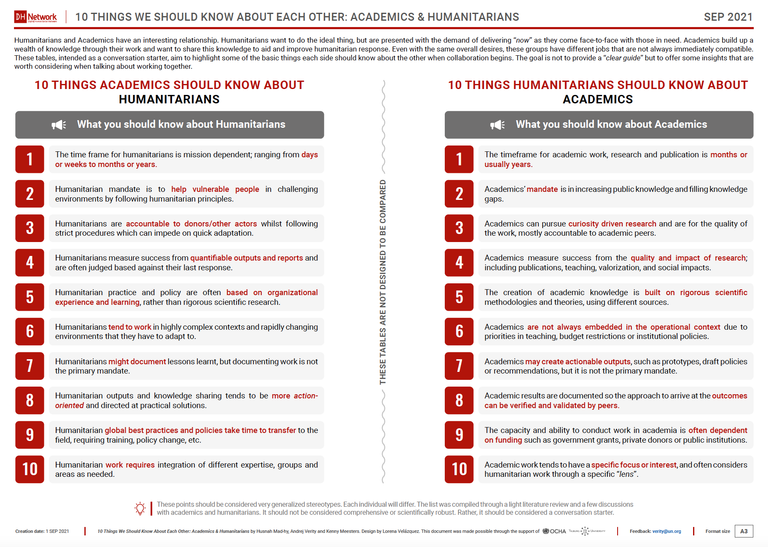 DH Network
Digital Humanitarians
10 THINGS WE SHOULD KNOW ABOUT EACH OTHER: ACADEMICS & HUMANITARIANS
SEP 2021
Humanitarians and Academics have an interesting relationship. Humanitarians want to do the ideal thing, but are presented with the demand of delivering "now" as they come face-to-face with those in need. Academics build up a
wealth of knowledge through their work and want to share this knowledge to aid and improve humanitarian response. Even with the same overall desires, these groups have different jobs that are not always immediately compatible.
These tables, intended as a conversation starter, aim to highlight some of the basic things each side should know about the other when collaboration begins. The goal is not to provide a "clear guide" but to offer some insights that are
worth considering when talking about working together.
10 THINGS ACADEMICS SHOULD KNOW ABOUT
HUMANITARIANS
What you should know about Humanitarians
1
The time frame for humanitarians is mission dependent; ranging from days
or weeks to months or years.
2
Humanitarian mandate is to help vulnerable people in challenging
environments by following humanitarian principles.
3
Humanitarians are accountable to donors/other actors whilst following
strict procedures which can impede on quick adaptation.
4
Humanitarians measure success from quantifiable outputs and reports and
are often judged based against their last response.
5
Humanitarian practice and policy are often based on organizational
experience and learning, rather than rigorous scientific research.
6
Humanitarians tend to work in highly complex contexts and rapidly changing
environments that they have to adapt to.
7
Humanitarians might document lessons learnt, but documenting work is not
the primary mandate.
8
Humanitarian outputs and knowledge sharing tends to be more action-
oriented and directed at practical solutions.
9
Humanitarian global best practices and policies take time to transfer to the
field, requiring training, policy change, etc.
10
Humanitarian work requires integration of different expertise, groups and
areas as needed.
THESE TABLES ARE NOT DESIGNED TO BE COMPARED
10 THINGS HUMANITARIANS SHOULD KNOW ABOUT
ACADEMICS
What you should know about Academics
1
The timeframe for academic work, research and publication is months or
usually years.
2
Academics' mandate is in increasing public knowledge and filling knowledge
gaps.
3
Academics can pursue curiosity driven research and are for the quality of
the work, mostly accountable to academic peers.
4
Academics measure success from the quality and impact of research;
including publications, teaching, valorization, and social impacts.
5
The creation of academic knowledge is built on rigorous scientific
methodologies and theories, using different sources.
6
Academics are not always embedded in the operational context due to
priorities in teaching, budget restrictions or institutional policies.
7
Academics may create actionable outputs, such as prototypes, draft policies
or recommendations, but it is not the primary mandate.
8
Academic results are documented so the approach to arrive at the outcomes
can be verified and validated by peers.
9
The capacity and ability to conduct work in academia is often dependent
on funding such as government grants, private donors or public institutions.
10
Academic work tends to have a specific focus or interest, and often considers
humanitarian work through a specific "lens".
These points should be considered very generalized stereotypes. Each individual will differ. The list was compiled through a light literature review and a few discussions
with academics and humanitarians. It should not be considered comprehensive or scientifically robust. Rather, it should be considered a conversation starter.
Creation date: 1 SEP 2021
10 Things We Should Know About Each Other: Academics & Humanitarians by Husnah Mad-hy, Andrej Verity and Kenny Meesters. Design by Lorena Velázquez. This document was made possible through the support of
OCHA
Feedback: verity@un.org
Format size
A3